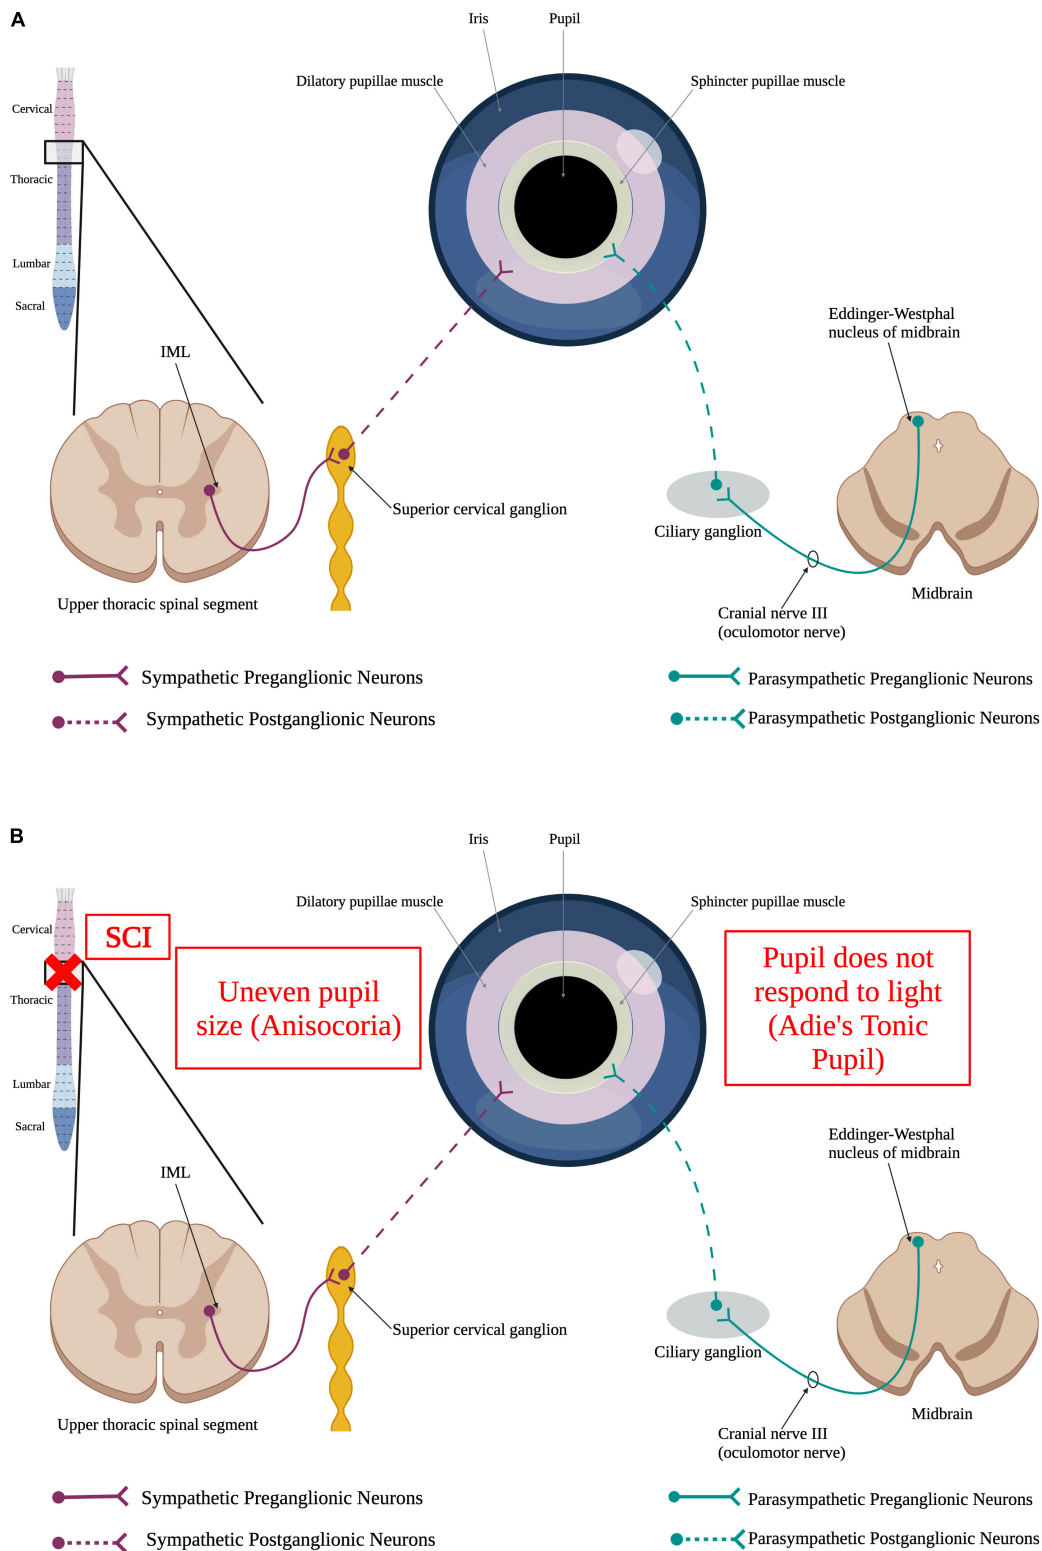 A
Iris
Pupil
Dilatory pupillae muscle
Sphincter pupillae muscle
Cervical
Thoracic
Lumbar
Sacral
IML
Eddinger-Westphal
nucleus of midbrain
Superior cervical ganglion
Ciliary ganglion
Upper thoracic spinal segment
Midbrain
Cranial nerve III
(oculomotor nerve)
Sympathetic Preganglionic Neurons
Parasympathetic Preganglionic Neurons
Sympathetic Postganglionic Neurons
Parasympathetic Postganglionic Neurons
B
Iris
Pupil
Dilatory pupillae muscle
Sphincter pupillae muscle
Cervical
SCI
Uneven pupil
size (Anisocoria)
Pupil does not
respond to light
(Adie's Tonic
Pupil)
Thoracic
Lumbar
Sacral
IML
Eddinger-Westphal
nucleus of midbrain
Superior cervical ganglion
Ciliary ganglion
Upper thoracic spinal segment
Midbrain
Cranial nerve III
(oculomotor nerve)
Sympathetic Preganglionic Neurons
Parasympathetic Preganglionic Neurons
Sympathetic Postganglionic Neurons
Parasympathetic Postganglionic Neurons